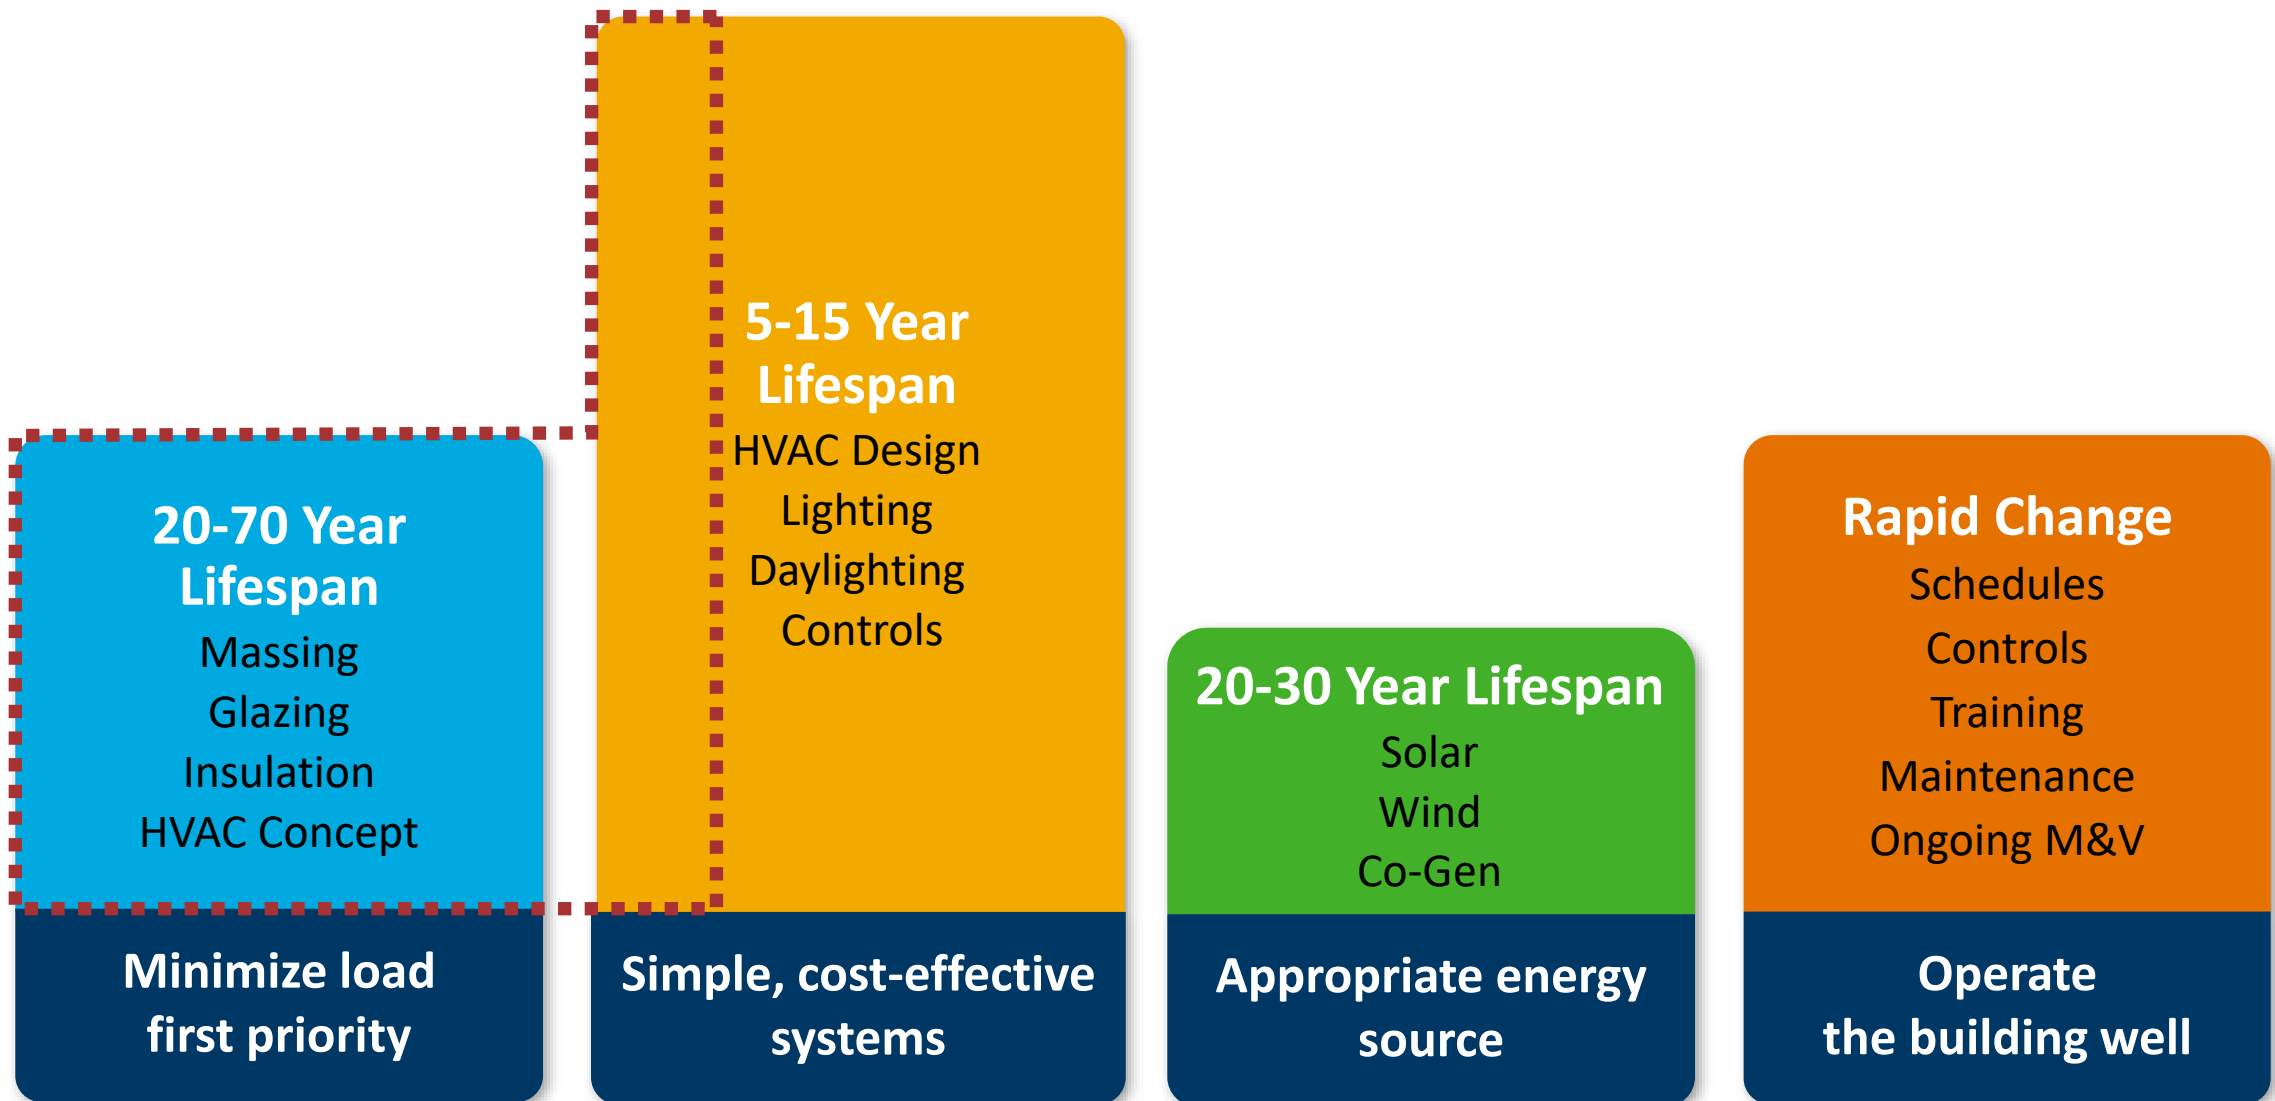 20-70 Year
Lifespan
Massing
Glazing
Insulation
HVAC Concept
Minimize load
first priority
5-15 Year
Lifespan
HVAC Design
Lighting
Daylighting
Controls
Simple, cost-effective
systems
20-30 Year Lifespan
Solar
Wind
Co-Gen
Appropriate energy
source
Rapid Change
Schedules
Controls
Training
Maintenance
Ongoing M&V
Operate
the building well